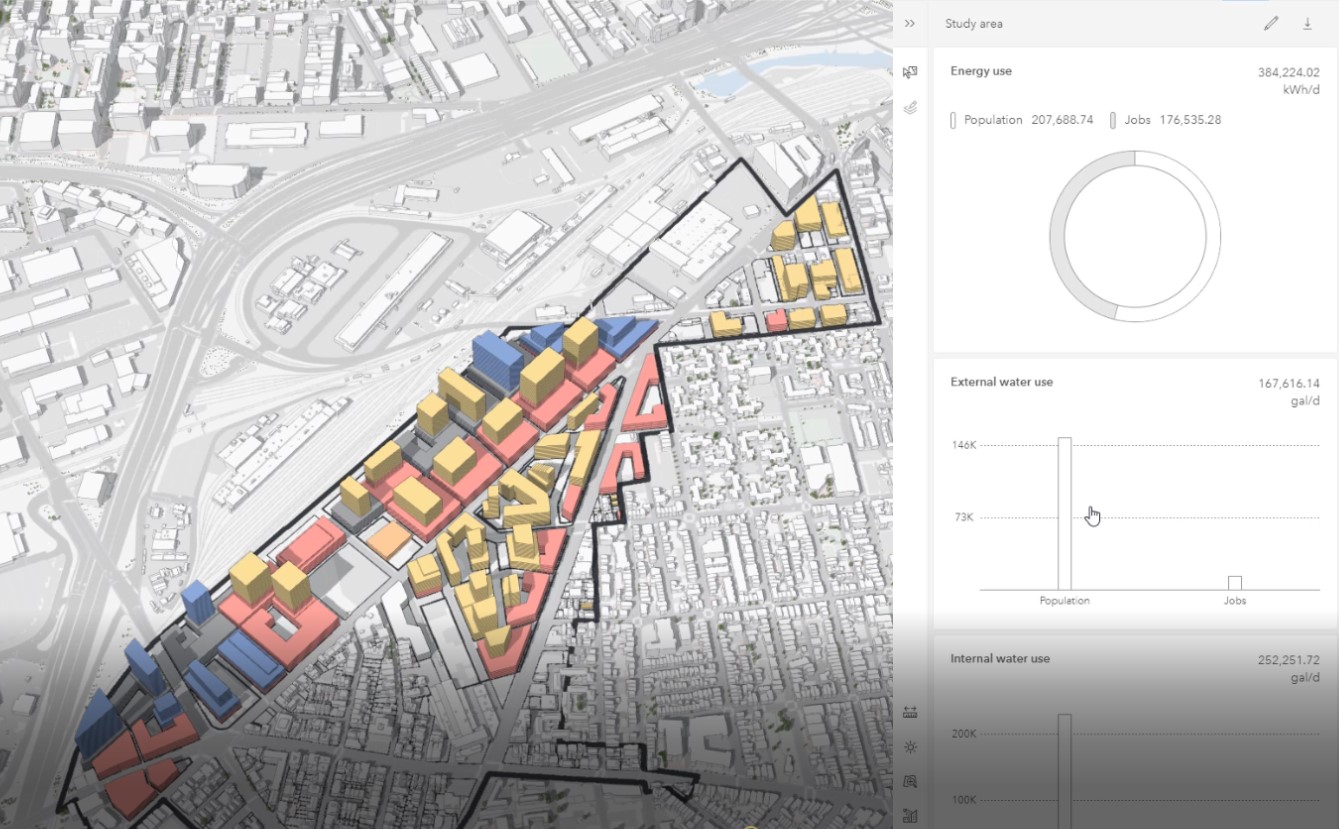 Study area
Energy use
384,224.02
kWh/d
Population 207,688.74 Jobs 176,535.28
External water use
167,616.14
gal/d
146K
73K
Population Jobs
Internal water use
252,251.72
gal/d
200K
100K